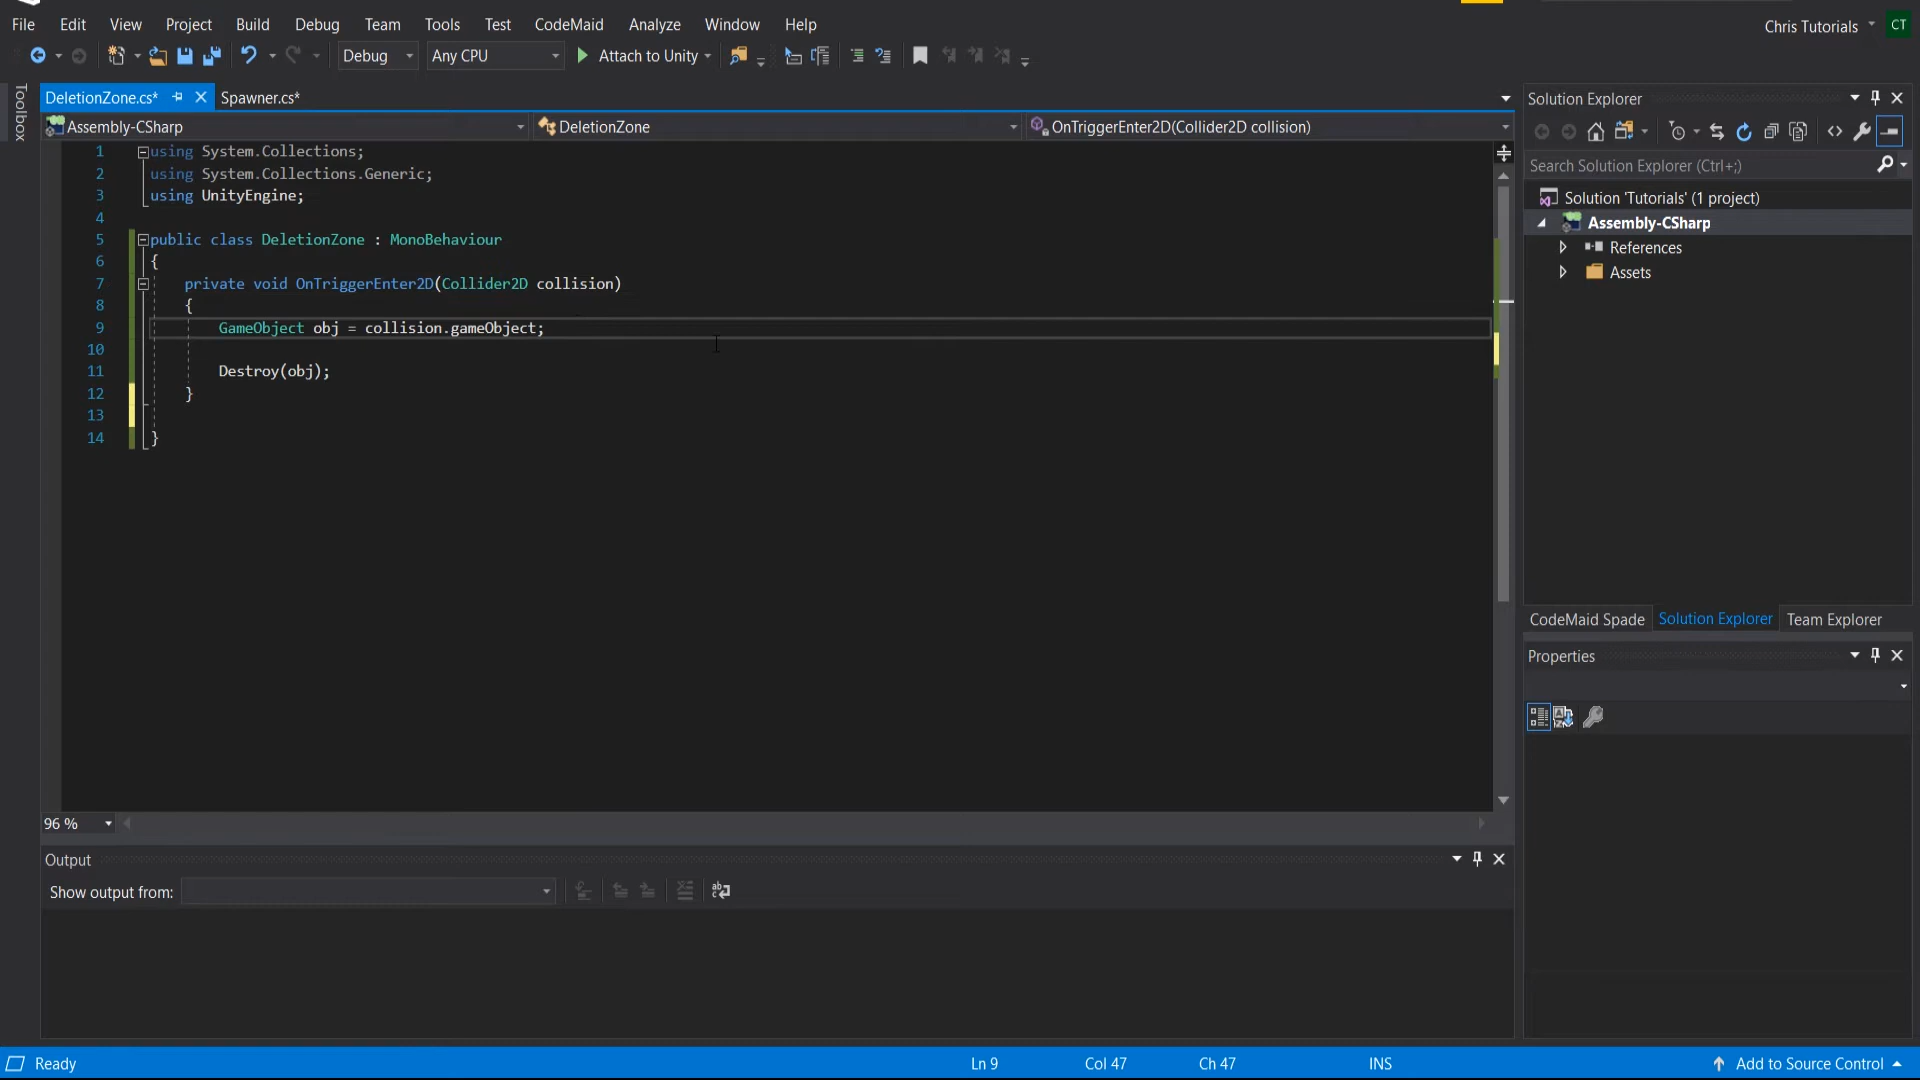 File Edit View Project Build Debug Team Tools Test CodeMaid Analyze Window Help
Chris Tutorials CT
Debug Any CPU Attach to Unity
Toolbox
DeletionZone.cs* Spawner.cs*
Assembly-CSharp DeletionZone OnTriggerEnter2D(Collider2D collision)
1 using System.Collections;
2 using System.Collections.Generic;
3 using UnityEngine;
4
5 public class DeletionZone : MonoBehaviour
6 {
7 private void OnTriggerEnter2D(Collider2D collision)
8 {
9 GameObject obj = collision.gameObject;
10
11 Destroy(obj);
12 }
13
14 }
96 %
Output
Show output from:
Solution Explorer
Search Solution Explorer (Ctrl+;)
Solution 'Tutorials' (1 project)
Assembly-CSharp
References
Assets
CodeMaid Spade Solution Explorer Team Explorer
Properties
Ready Ln 9 Col 47 Ch 47 INS Add to Source Control